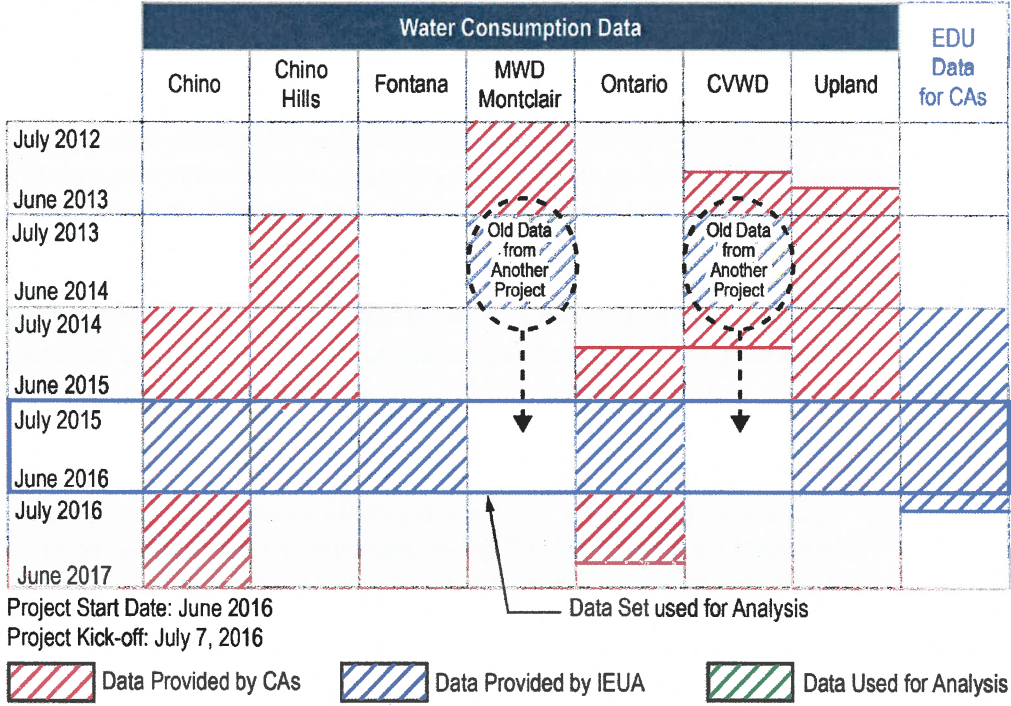 Water Consumption Data
EDU
Data
for CAs
Chino
Chino
Hills
Fontana
MWD
Montclair
Ontario
CVWD
Upland
July 2012
June 2013
July 2013
June 2014
Old Data
from
Another
Project
Old Data
from
Another
Project
July 2014
June 2015
July 2015
June 2016
July 2016
June 2017
Project Start Date: June 2016
Data Set used for Analysis
Project Kick-off: July 7, 2016
Data Provided by CAs
Data Provided by IEUA
Data Used for Analysis